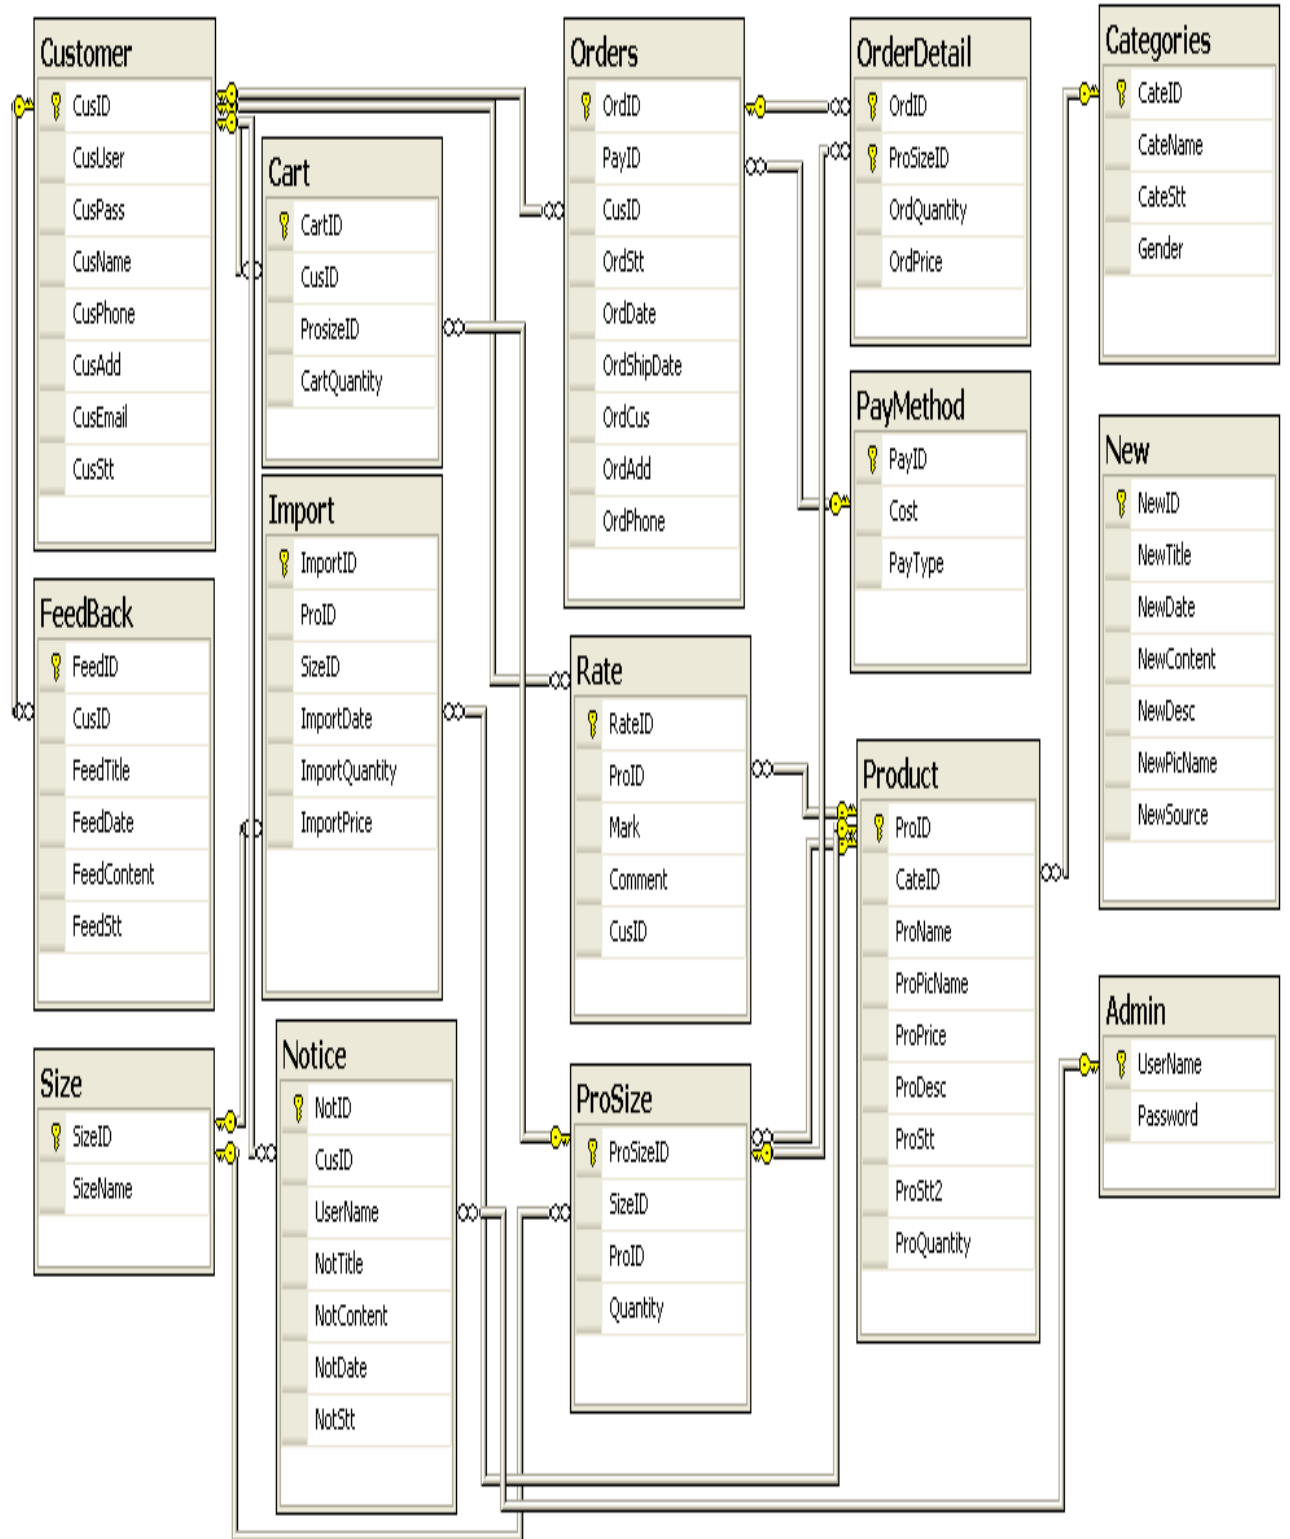 Customer
CusID
CusUser
CusPass
CusName
CusPhone
CusAdd
CusEmail
CusStt
FeedBack
FeedID
CusID
FeedTitle
FeedDate
FeedContent
FeedStt
Size
SizeID
SizeName
Cart
CartID
CusID
ProsizeID
CartQuantity
Import
ImportID
ProID
SizeID
ImportDate
ImportQuantity
ImportPrice
Notice
NotID
CusID
UserName
NotTitle
NotContent
NotDate
NotStt
Orders
OrdID
PayID
CusID
OrdStt
OrdDate
OrdShipDate
OrdCus
OrdAdd
OrdPhone
Rate
RateID
ProID
Mark
Comment
CusID
ProSize
ProSizeID
SizeID
ProID
Quantity
OrderDetail
OrdID
ProSizeID
OrdQuantity
OrdPrice
PayMethod
PayID
Cost
PayType
Product
ProID
CateID
ProName
ProPicName
ProPrice
ProDesc
ProStt
ProStt2
ProQuantity
Categories
CateID
CateName
CateStt
Gender
New
NewID
NewTitle
NewDate
NewContent
NewDesc
NewPicName
NewSource
Admin
UserName
Password